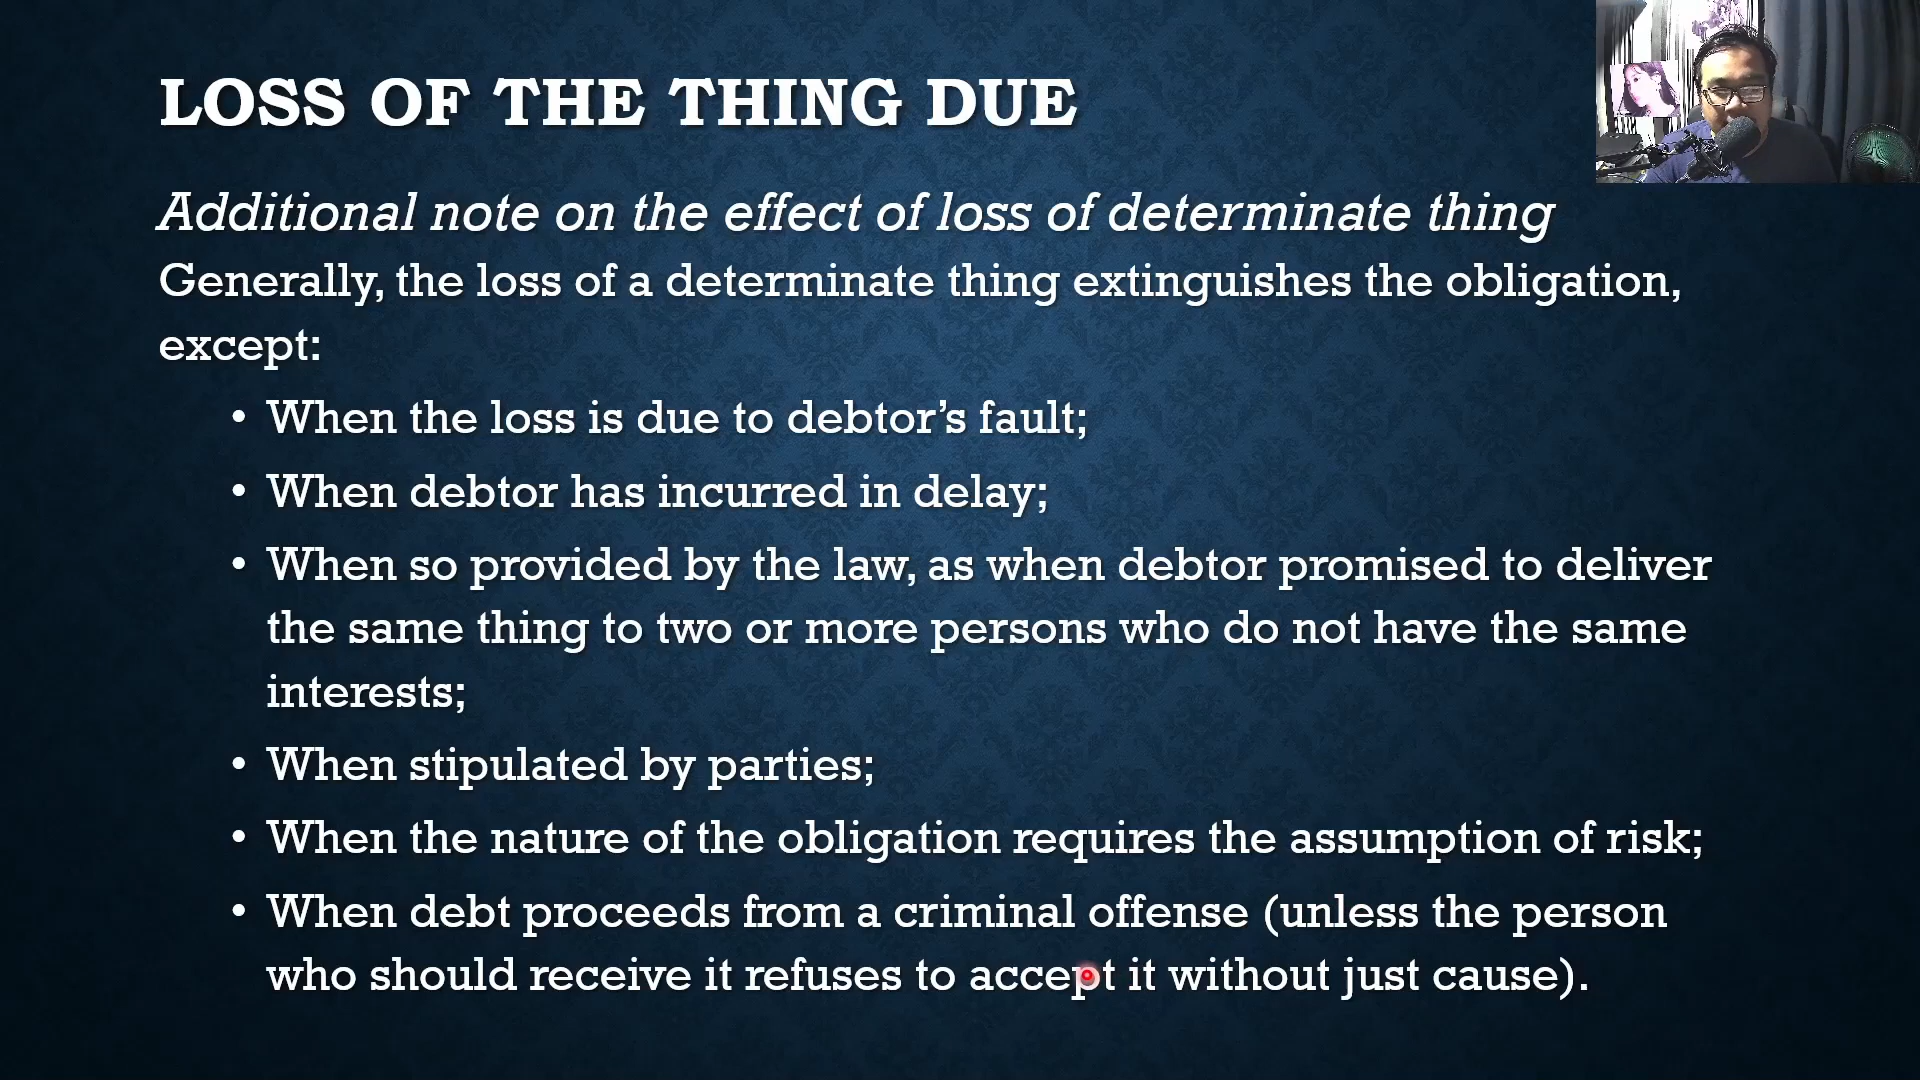 LOSS OF THE THING DUE
Additional note on the effect of loss of determinate thing
Generally, the loss of a determinate thing extinguishes the obligation,
except:
• When the loss is due to debtor’s fault;
• When debtor has incurred in delay;
• When so provided by the law, as when debtor promised to deliver
the same thing to two or more persons who do not have the same
interests;
• When stipulated by parties;
• When the nature of the obligation requires the assumption of risk;
• When debt proceeds from a criminal offense (unless the person
who should receive it refuses to accept it without just cause).